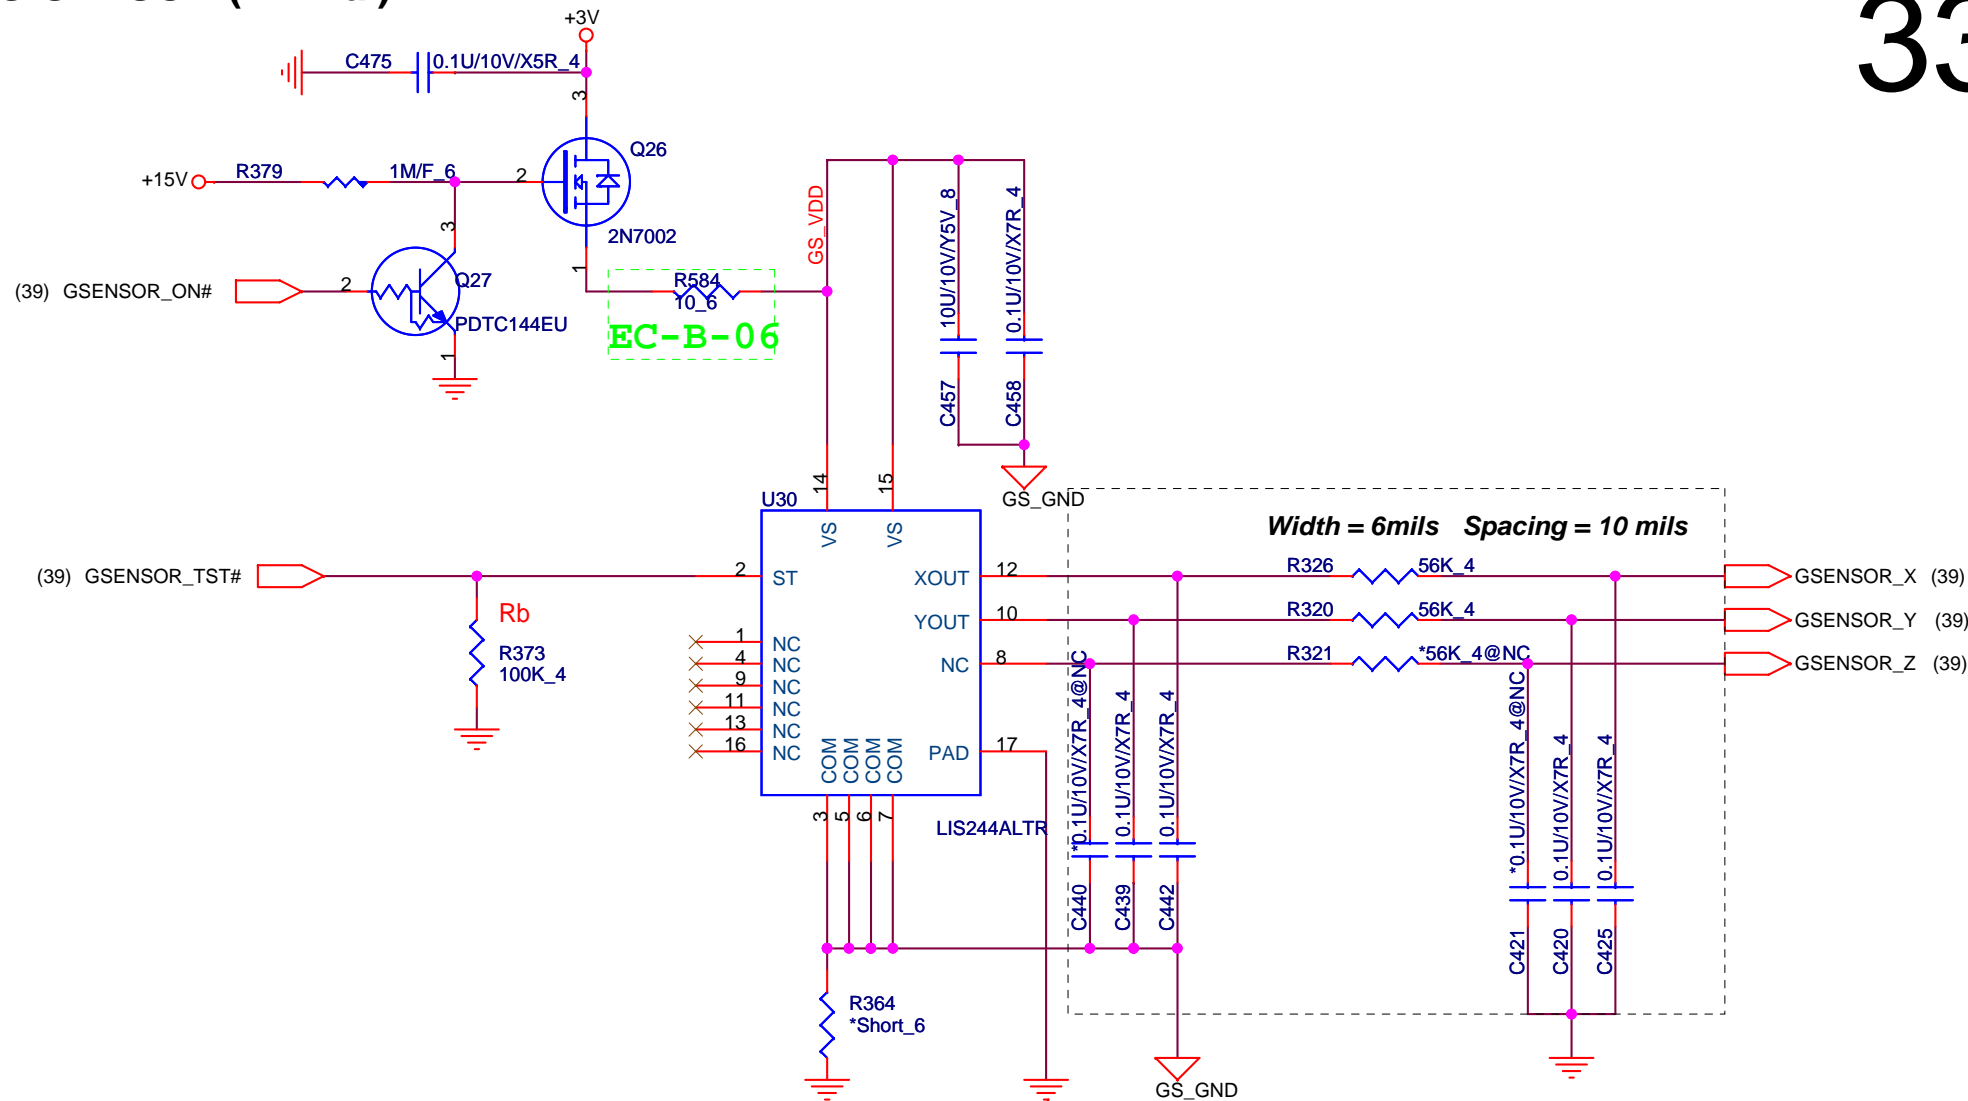 33
+3V
C475
0.1U/10V/X5R_4
3
Q26
+15V
R379
1M/F_6
2
2N7002
3
1
GS_VDD
10U/10V/Y5V_8
0.1U/10V/X7R_4
(39) GSENSOR_ON#
2
Q27
PDTC144EU
1
R584
10_6
EC-B-06
C457
C458
GS_GND
14
15
U30
VS
VS
Width = 6mils Spacing = 10 mils
(39) GSENSOR_TST#
2
ST
XOUT
12
R326
56K_4
GSENSOR_X (39)
Rb
YOUT
10
R320
56K_4
GSENSOR_Y (39)
1
NC
R373
100K_4
4
NC
NC
8
R321
*56K_4@NC
GSENSOR_Z (39)
9
NC
11
NC
13
NC
16
NC
COM
COM
COM
COM
PAD
17
3
5
6
7
LIS244ALTR
*0.1U/10V/X7R_4@NC
0.1U/10V/X7R_4
0.1U/10V/X7R_4
C440
C439
C442
*0.1U/10V/X7R_4@NC
0.1U/10V/X7R_4
0.1U/10V/X7R_4
C421
C420
C425
R364
*Short_6
GS_GND